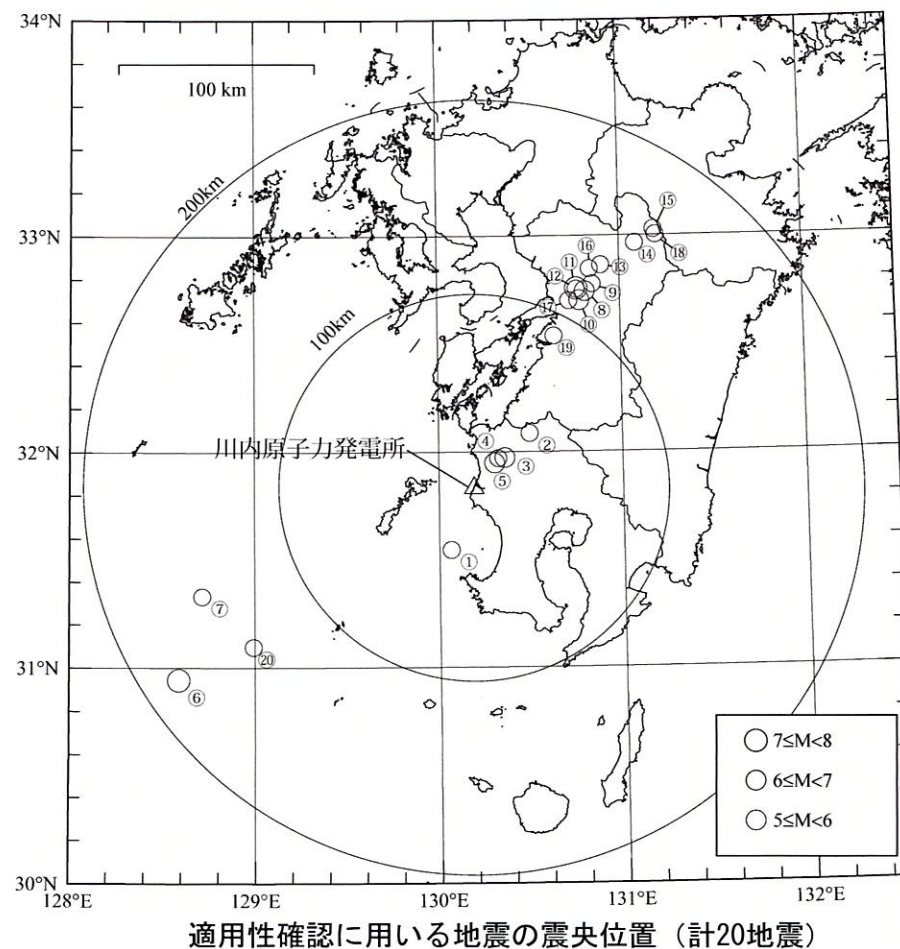 34°N
100 km
200km
33°N
⑮
⑯
⑱
⑭
⑪
⑬
⑫
⑨
⑰
⑧
100km
⑩
⑲
川内原子力発電所
④
②
32°N
③
⑤
①
⑦
⑳
31°N
⑥
7≤M<8
6≤M<7
5≤M<6
30°N
128°E
129°E
130°E
131°E
132°E
適用性確認に用いる地震の震央位置（計20地震）